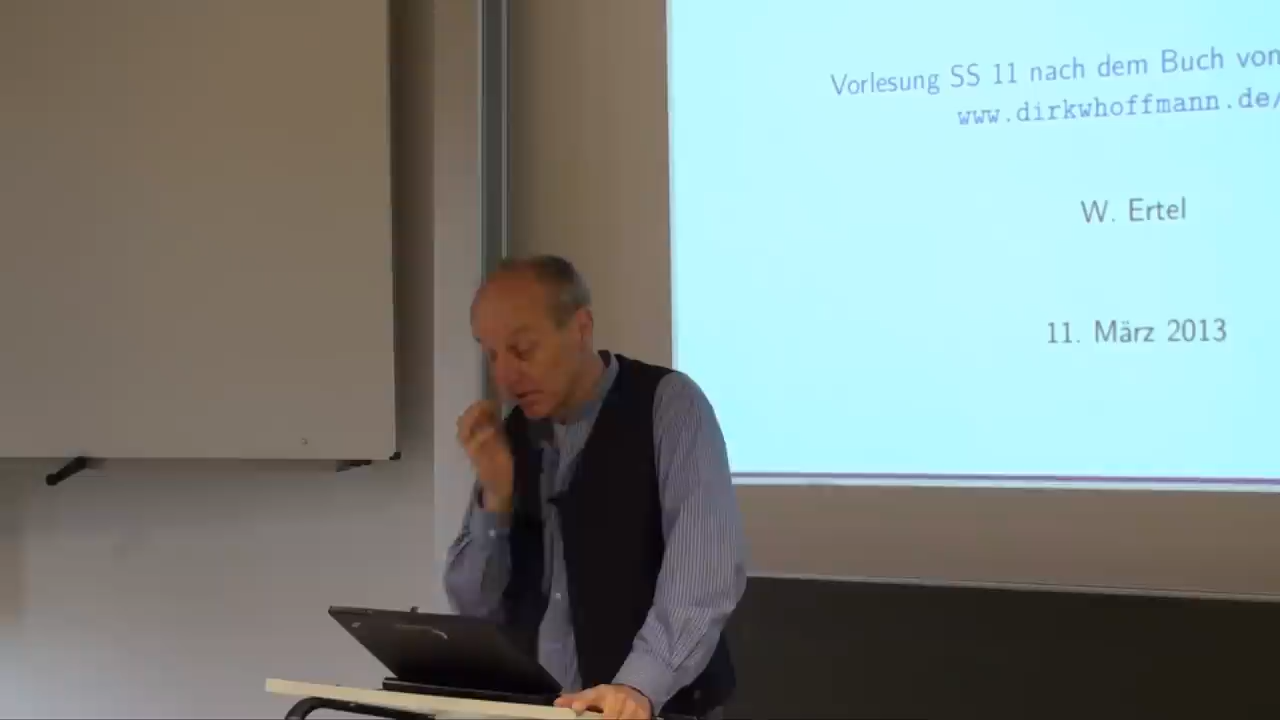 Vorlesung SS 11 nach dem Buch von
www.dirkwhoffmann.de/
W. Ertel
11. März 2013